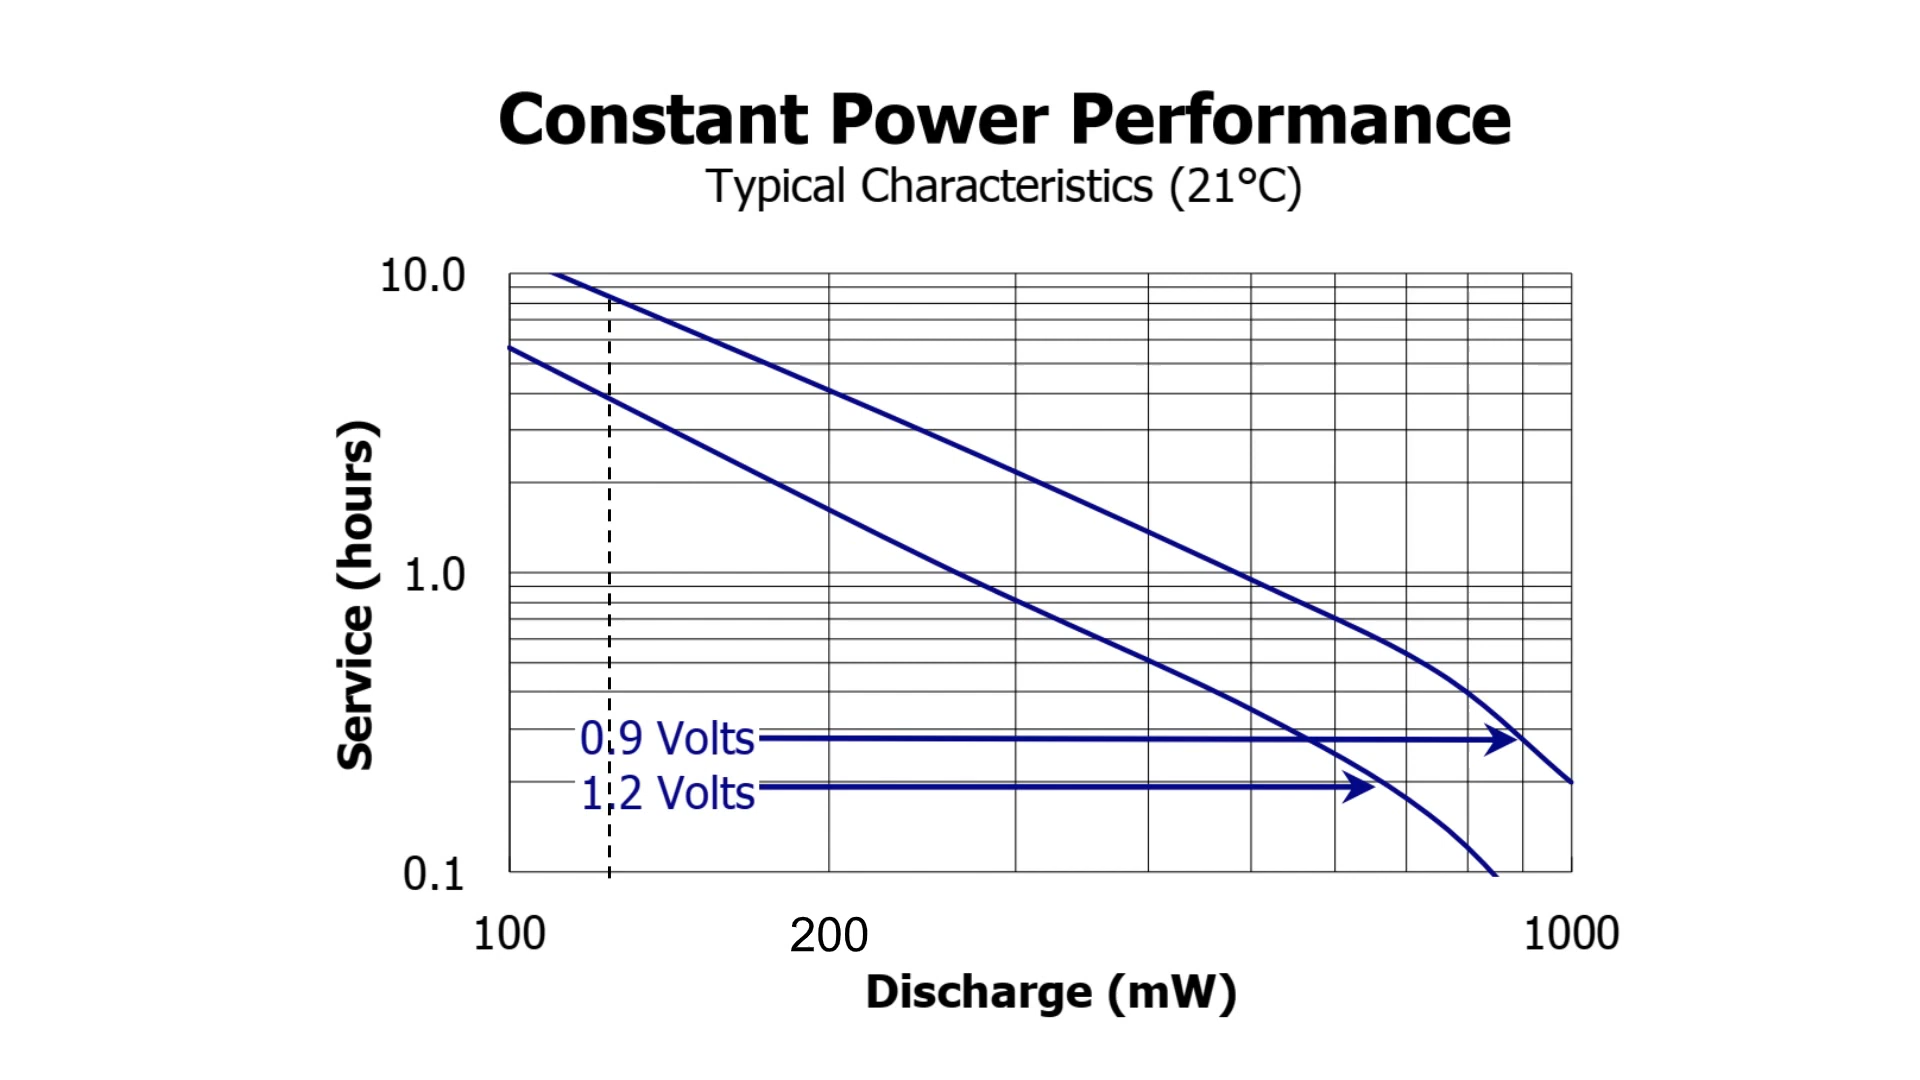 Constant Power Performance
Typical Characteristics (21°C)
10.0
1.0
0.1
Service (hours)
0.9 Volts
1.2 Volts
100
200
1000
Discharge (mW)